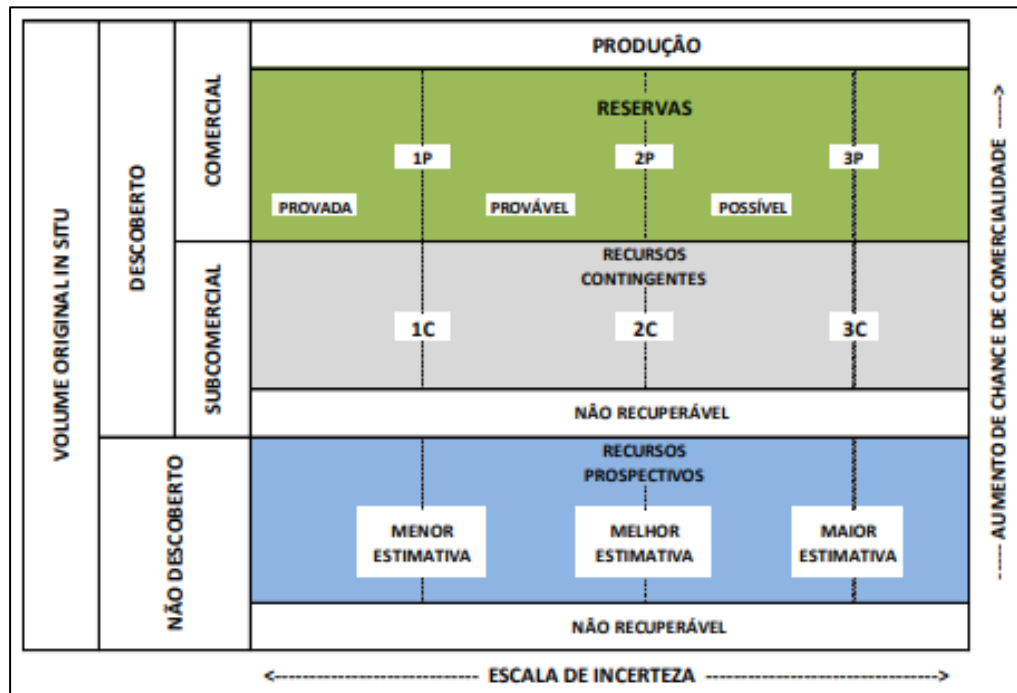 VOLUME ORIGINAL IN SITU
DESCOBERTO
COMERCIAL
PRODUÇÃO
RESERVAS
1P
2P
3P
PROVADA
PROVÁVEL
POSSÍVEL
SUBCOMERCIAL
RECURSOS
CONTINGENTES
1C
2C
3C
NÃO RECUPERÁVEL
NÃO DESCOBERTO
RECURSOS
PROSPECTIVOS
MENOR
ESTIMATIVA
MELHOR
ESTIMATIVA
MAIOR
ESTIMATIVA
NÃO RECUPERÁVEL
ESCALA DE INCERTEZA
AUMENTO DE CHANCE DE COMERCIALIDADE